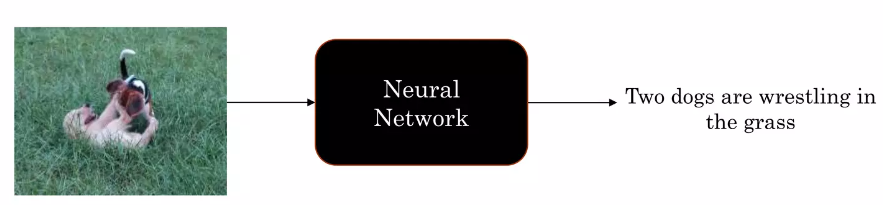 Neural
Network
Two dogs are wrestling in
the grass